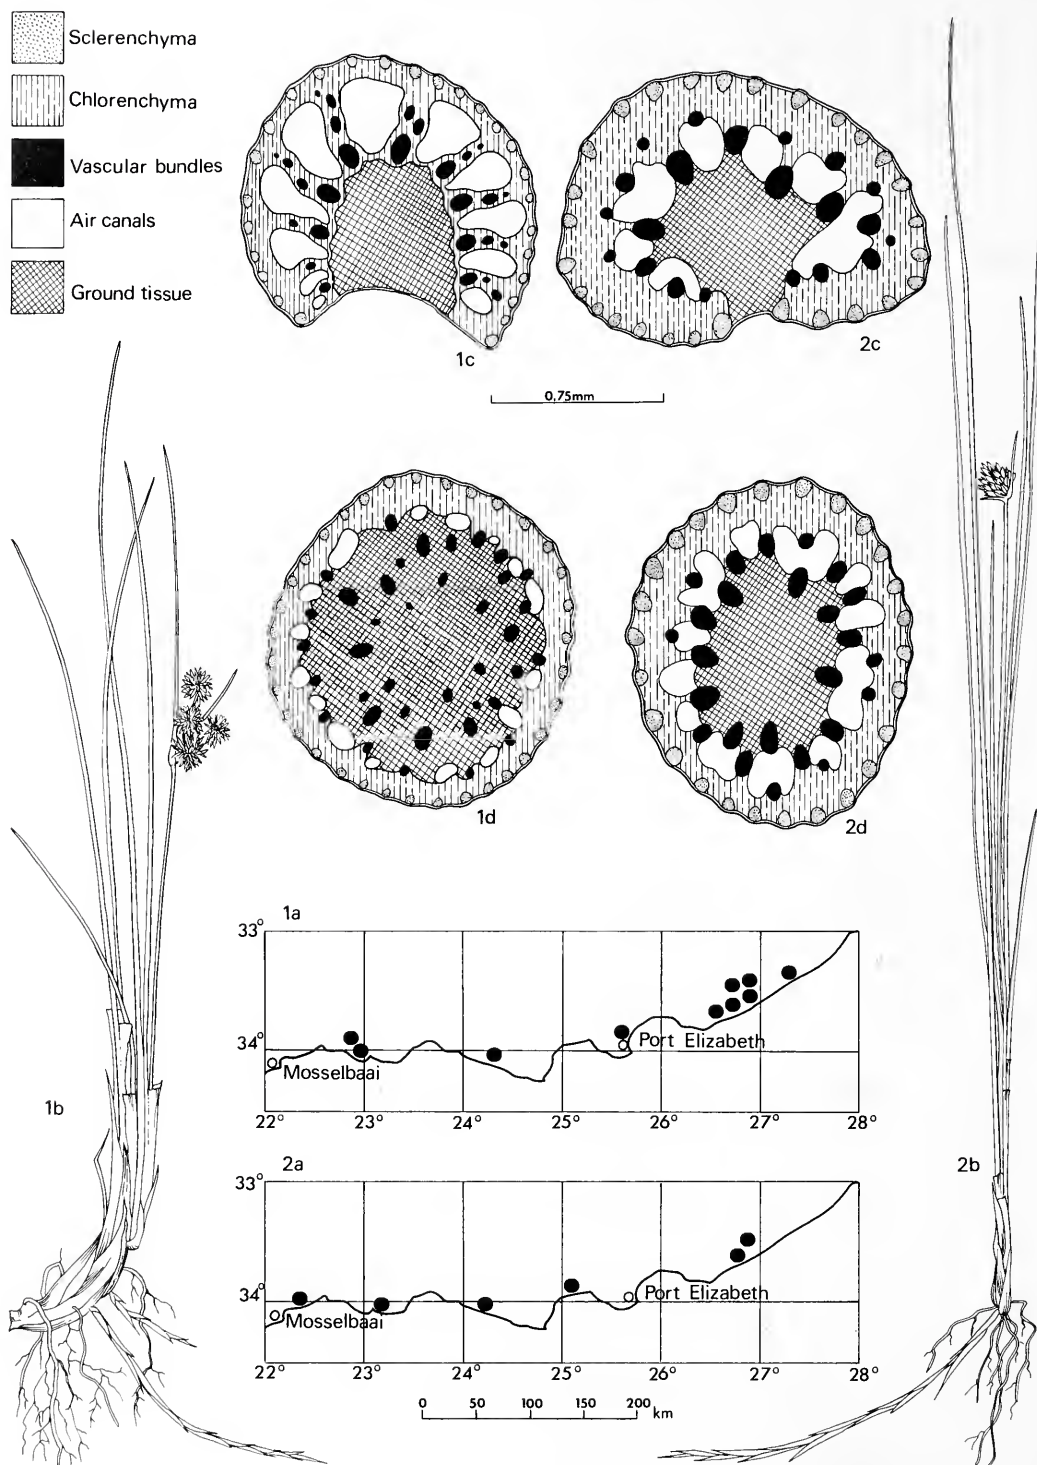 Sclerenchyma
Chlorenchyma
Vascular bundles
Air canals
Ground tissue
1c
2c
0,75mm
1d
2d
1a
33°
34°
Port Elizabeth
Mosselbaai
22° 23° 24° 25° 26° 27° 28°
1b
2a
2b
33°
34°
Port Elizabeth
Mosselbaai
22° 23° 24° 25° 26° 27° 28°
0 50 100 150 200 km